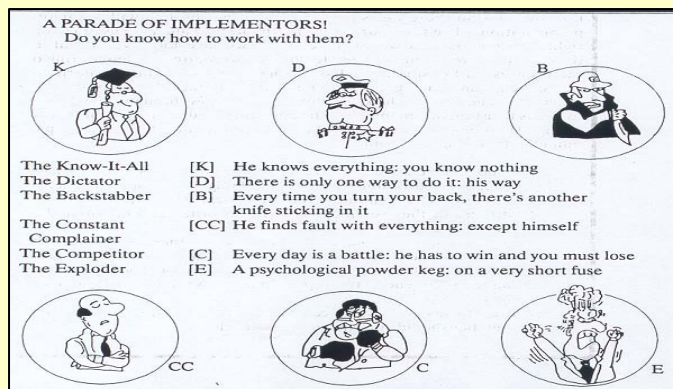 A PARADE OF IMPLEMENTORS!
Do you know how to work with them?
K
D
B
The Know-It-All [K] He knows everything: you know nothing
The Dictator [D] There is only one way to do it: his way
The Backstabber [B] Every time you turn your back, there's another
knife sticking in it
The Constant [CC] He finds fault with everything: except himself
Complainer
The Competitor [C] Every day is a battle: he has to win and you must lose
The Exploder [E] A psychological powder keg: on a very short fuse
CC
C
E